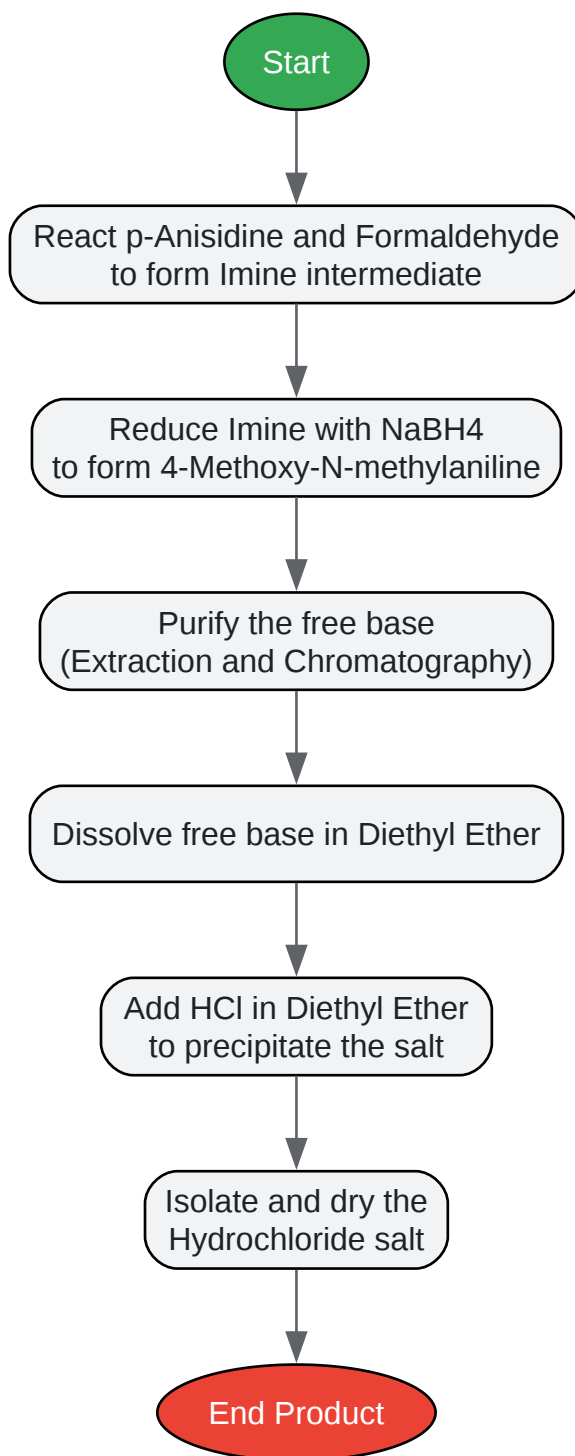 Start
React p-Anisidine and Formaldehyde
to form Imine intermediate
Reduce Imine with NaBH4
to form 4-Methoxy-N-methylaniline
Purify the free base
(Extraction and Chromatography)
Dissolve free base in Diethyl Ether
Add HCl in Diethyl Ether
to precipitate the salt
Isolate and dry the
Hydrochloride salt
End Product